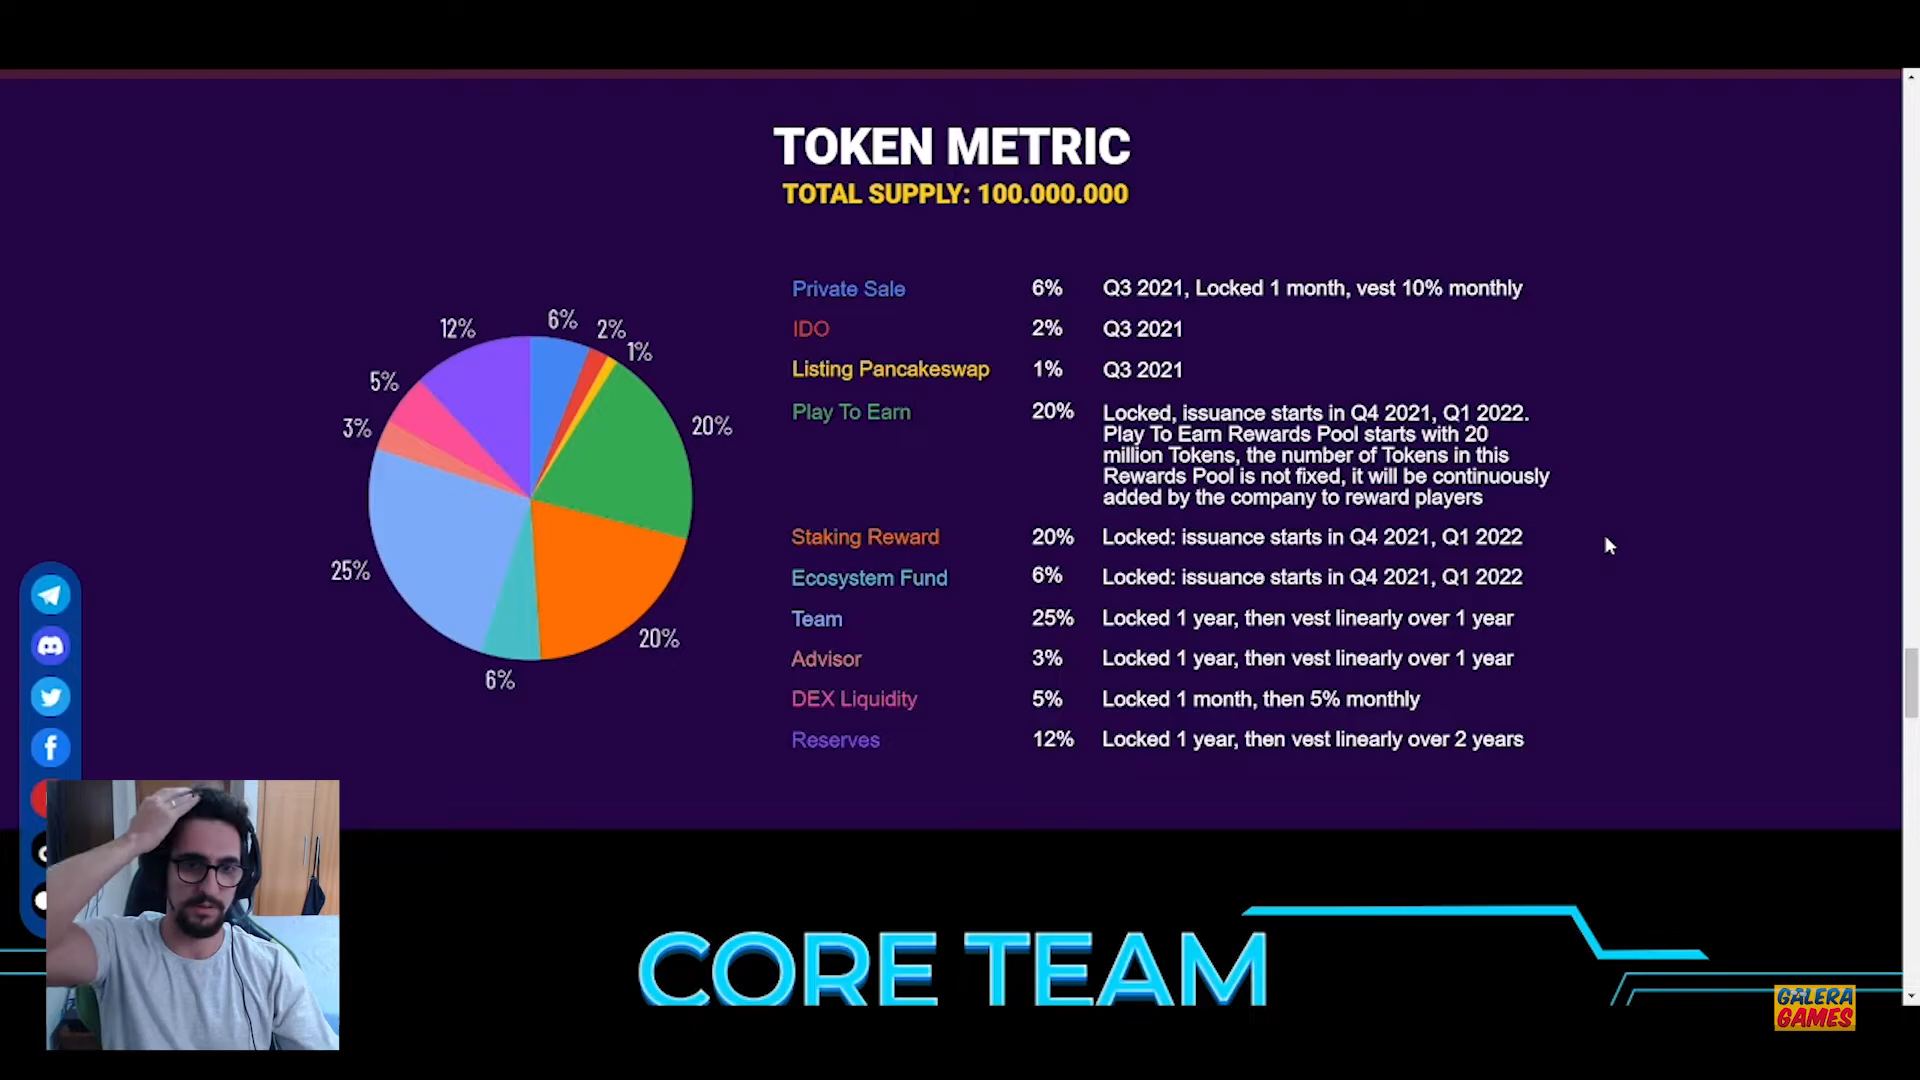 TOKEN METRIC
TOTAL SUPPLY: 100.000.000
12%
6%
2%
1%
5%
3%
20%
25%
20%
6%
Private Sale 6% Q3 2021, Locked 1 month, vest 10% monthly
IDO 2% Q3 2021
Listing Pancakeswap 1% Q3 2021
Play To Earn 20% Locked, issuance starts in Q4 2021, Q1 2022.
Play To Earn Rewards Pool starts with 20
million Tokens, the number of Tokens in this
Rewards Pool is not fixed, it will be continuously
added by the company to reward players
Staking Reward 20% Locked: issuance starts in Q4 2021, Q1 2022
Ecosystem Fund 6% Locked: issuance starts in Q4 2021, Q1 2022
Team 25% Locked 1 year, then vest linearly over 1 year
Advisor 3% Locked 1 year, then vest linearly over 1 year
DEX Liquidity 5% Locked 1 month, then 5% monthly
Reserves 12% Locked 1 year, then vest linearly over 2 years
CORE TEAM
GALERA
GAMES